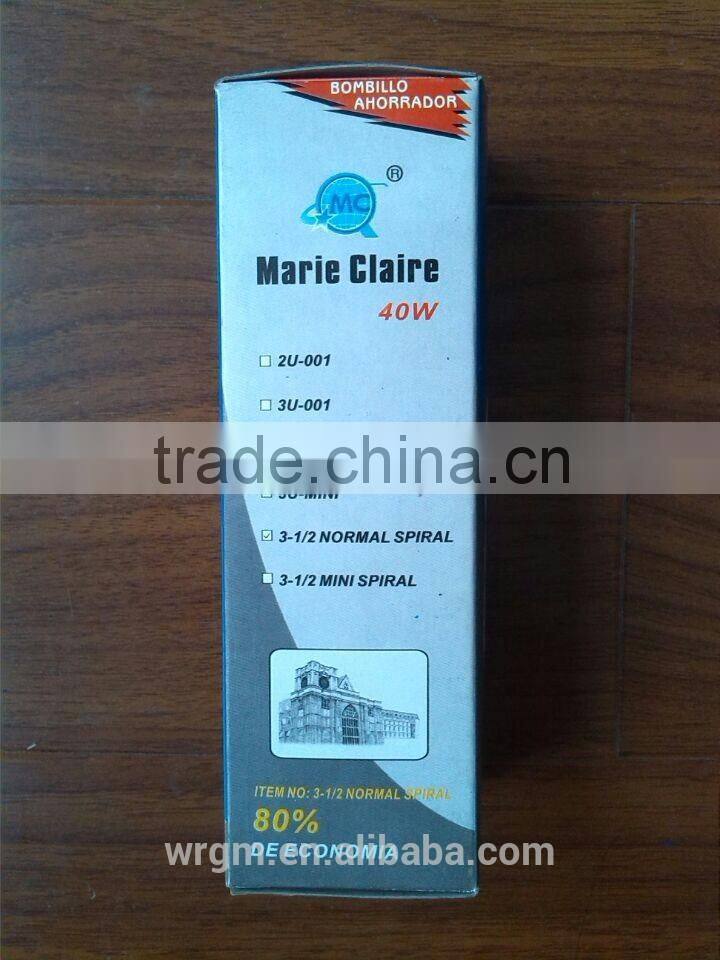 BOMBILLO
AHORRADOR
MC ®
Marie Claire
40W
2U-001
3U-001
trade.china.cn
3U-MINI
3-1/2 NORMAL SPIRAL
3-1/2 MINI SPIRAL
ITEM NO: 3-1/2 NORMAL SPIRAL
80%
DE ECONOMIA
wrgm.en.alibaba.com